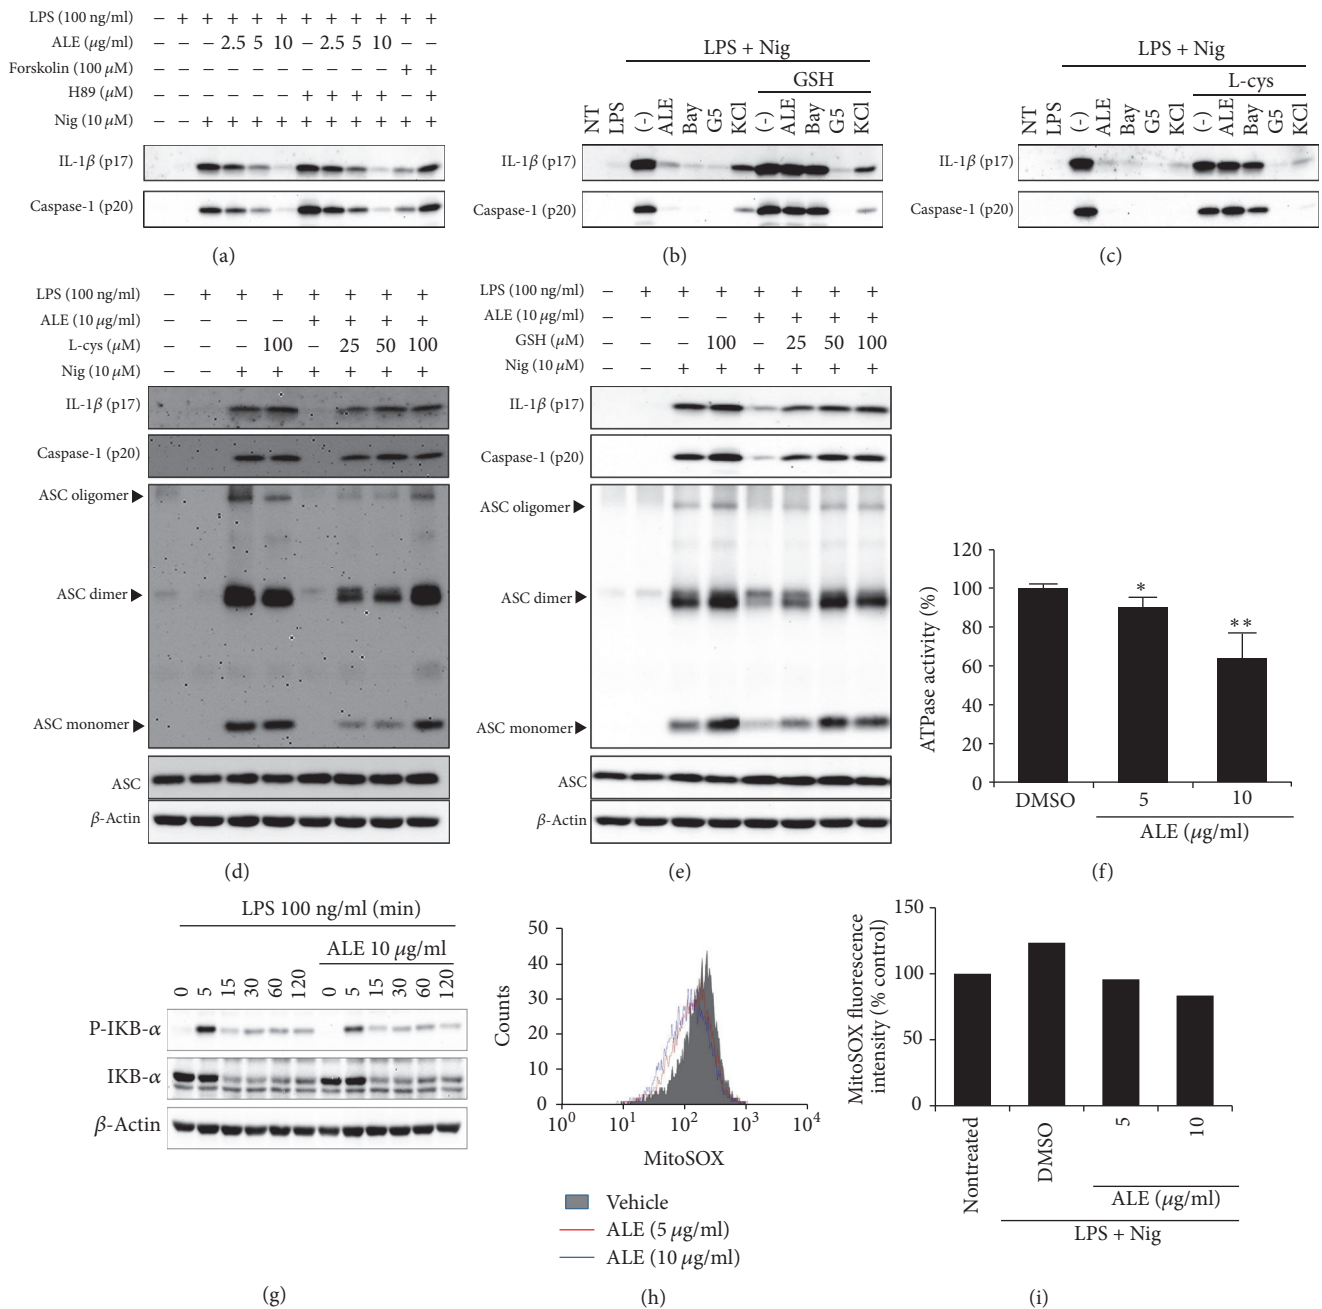 LPS (100 ng/ml) − + + + + + + + + + + +
ALE (μg/ml) − − − 2.5 5 10 − 2.5 5 10 − −
Forskolin (100 μM) − − − − − − − − − − + +
H89 (μM) − − − − − − + + + + − +
Nig (10 μM) − − + + + + + + + + + +
IL-1β (p17)
Caspase-1 (p20)
(a)
LPS + Nig
GSH
NT LPS (-) ALE Bay G5 KCl (-) ALE Bay G5 KCl
IL-1β (p17)
Caspase-1 (p20)
(b)
LPS + Nig
L-cys
NT LPS (-) ALE Bay G5 KCl (-) ALE Bay G5 KCl
IL-1β (p17)
Caspase-1 (p20)
(c)
LPS (100 ng/ml) − + + + + + + +
ALE (10 μg/ml) − − − − + + + +
L-cys (μM) − − − 100 − 25 50 100
Nig (10 μM) − − + + + + + +
IL-1β (p17)
Caspase-1 (p20)
ASC oligomer
ASC dimer
ASC monomer
ASC
β-Actin
(d)
LPS (100 ng/ml) − + + + + + + +
ALE (10 μg/ml) − − − − + + + +
GSH (μM) − − − 100 − 25 50 100
Nig (10 μM) − − + + + + + +
IL-1β (p17)
Caspase-1 (p20)
ASC oligomer
ASC dimer
ASC monomer
ASC
β-Actin
(e)
ATPase activity (%)
120
100
80
60
40
20
0
*
**
DMSO 5 10
ALE (μg/ml)
(f)
LPS 100 ng/ml (min)
ALE 10 μg/ml
0 5 15 30 60 120 0 5 15 30 60 120
P-IKB-α
IKB-α
β-Actin
(g)
Counts
50
40
30
20
10
0
10⁰ 10¹ 10² 10³ 10⁴
MitoSOX
Vehicle
ALE (5 μg/ml)
ALE (10 μg/ml)
(h)
MitoSOX fluorescence
intensity (% control)
150
100
50
0
Nontreated DMSO 5 10
ALE (μg/ml)
LPS + Nig
(i)